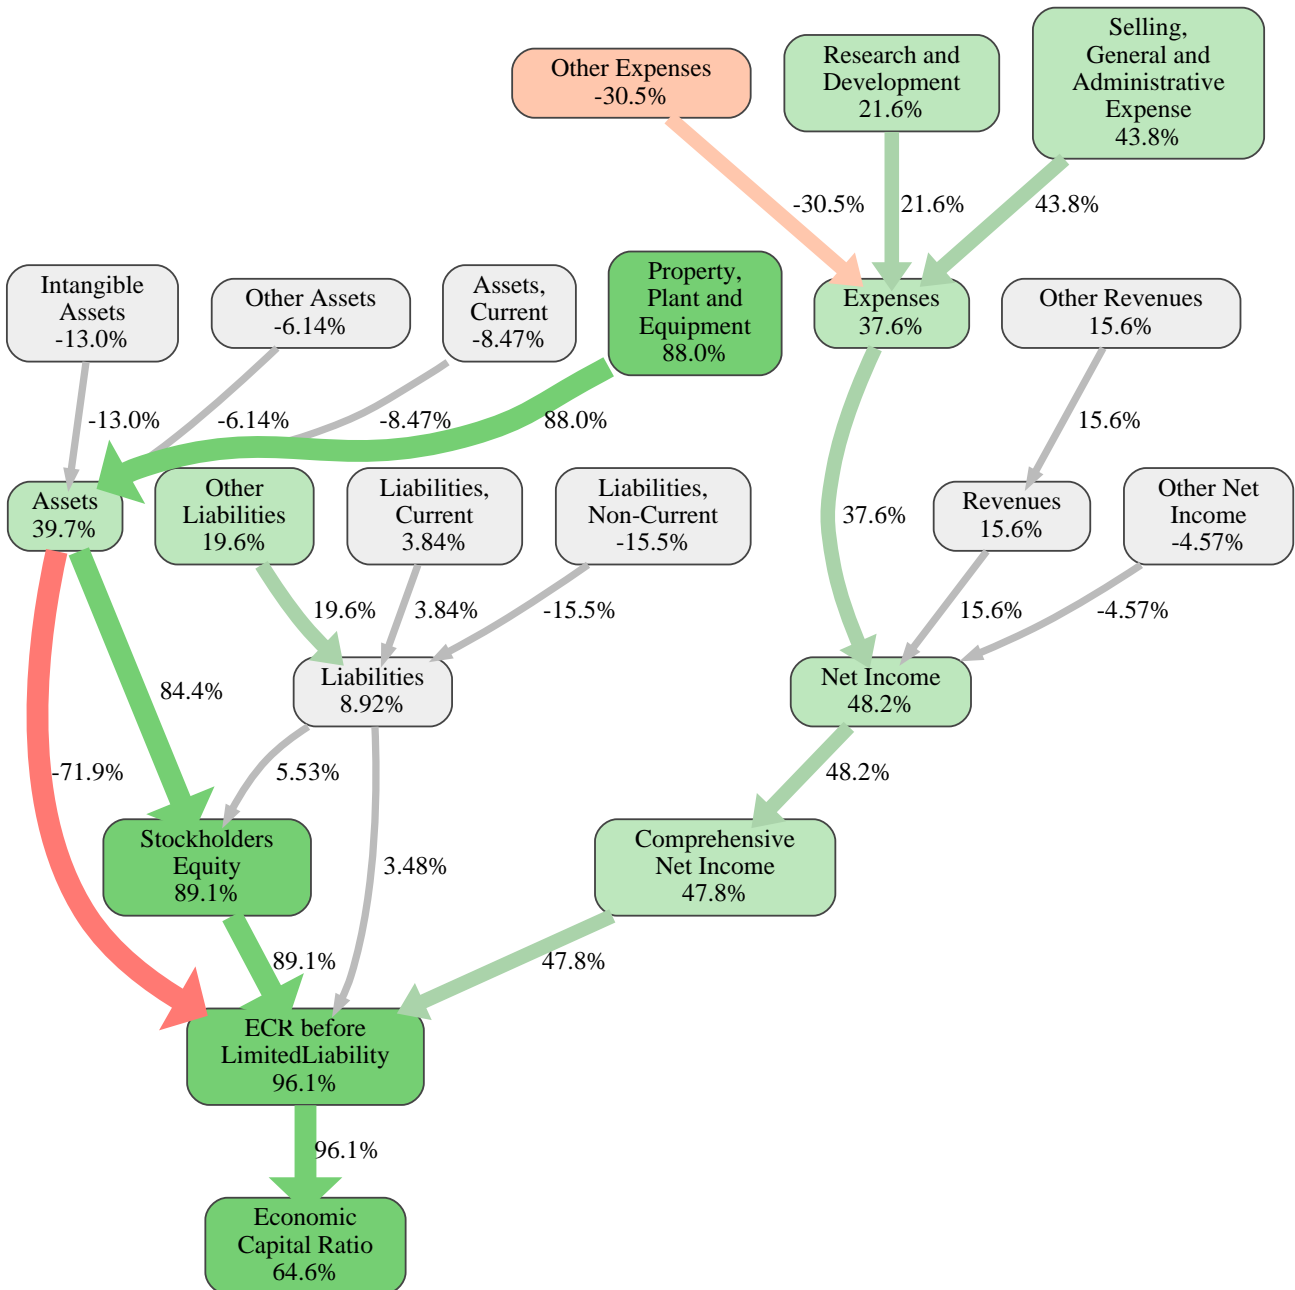 Selling,
General and
Administrative
Expense
43.8%
Research and
Development
21.6%
Other Expenses
-30.5%
-30.5%
21.6%
43.8%
Intangible
Assets
-13.0%
Other Assets
-6.14%
Assets,
Current
-8.47%
Property,
Plant and
Equipment
88.0%
Expenses
37.6%
Other Revenues
15.6%
-13.0%
-6.14%
-8.47%
88.0%
15.6%
Assets
39.7%
Other
Liabilities
19.6%
Liabilities,
Current
3.84%
Liabilities,
Non-Current
-15.5%
37.6%
Revenues
15.6%
Other Net
Income
-4.57%
19.6%
3.84%
-15.5%
15.6%
-4.57%
84.4%
Liabilities
8.92%
Net Income
48.2%
-71.9%
5.53%
48.2%
Stockholders
Equity
89.1%
3.48%
Comprehensive
Net Income
47.8%
89.1%
47.8%
ECR before
LimitedLiability
96.1%
96.1%
Economic
Capital Ratio
64.6%